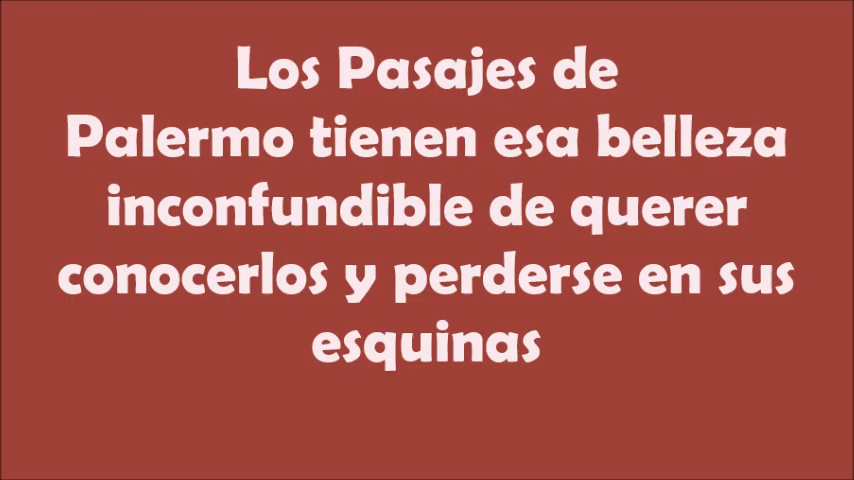 Los Pasajes de
Palermo tienen esa belleza
inconfundible de querer
conocerlos y perderse en sus
esquinas